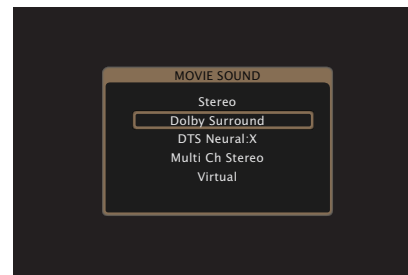 MOVIE SOUND
Stereo
Dolby Surround
DTS Neural:X
Multi Ch Stereo
Virtual